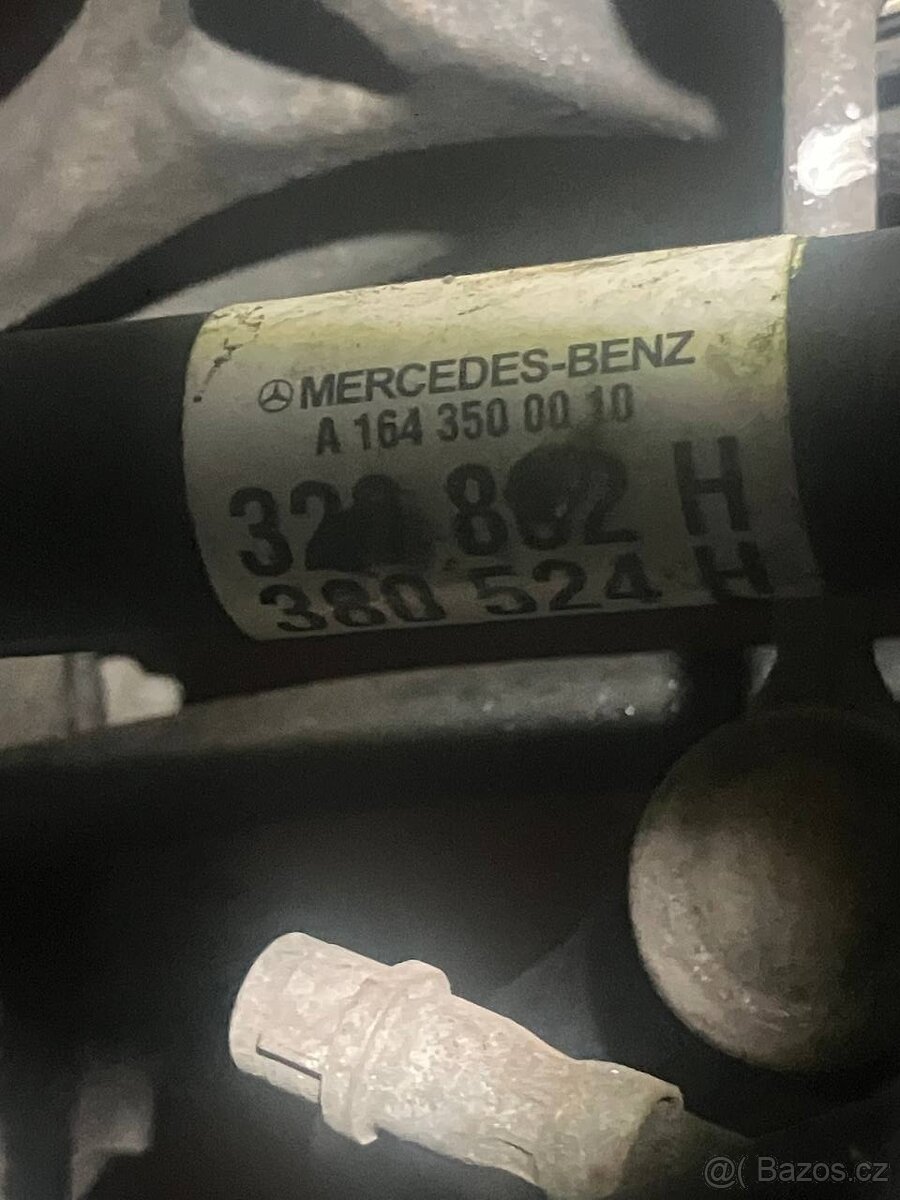 MERCEDES-BENZ
A 164 350 00 10
H
380 524 H
@( Bazos.cz